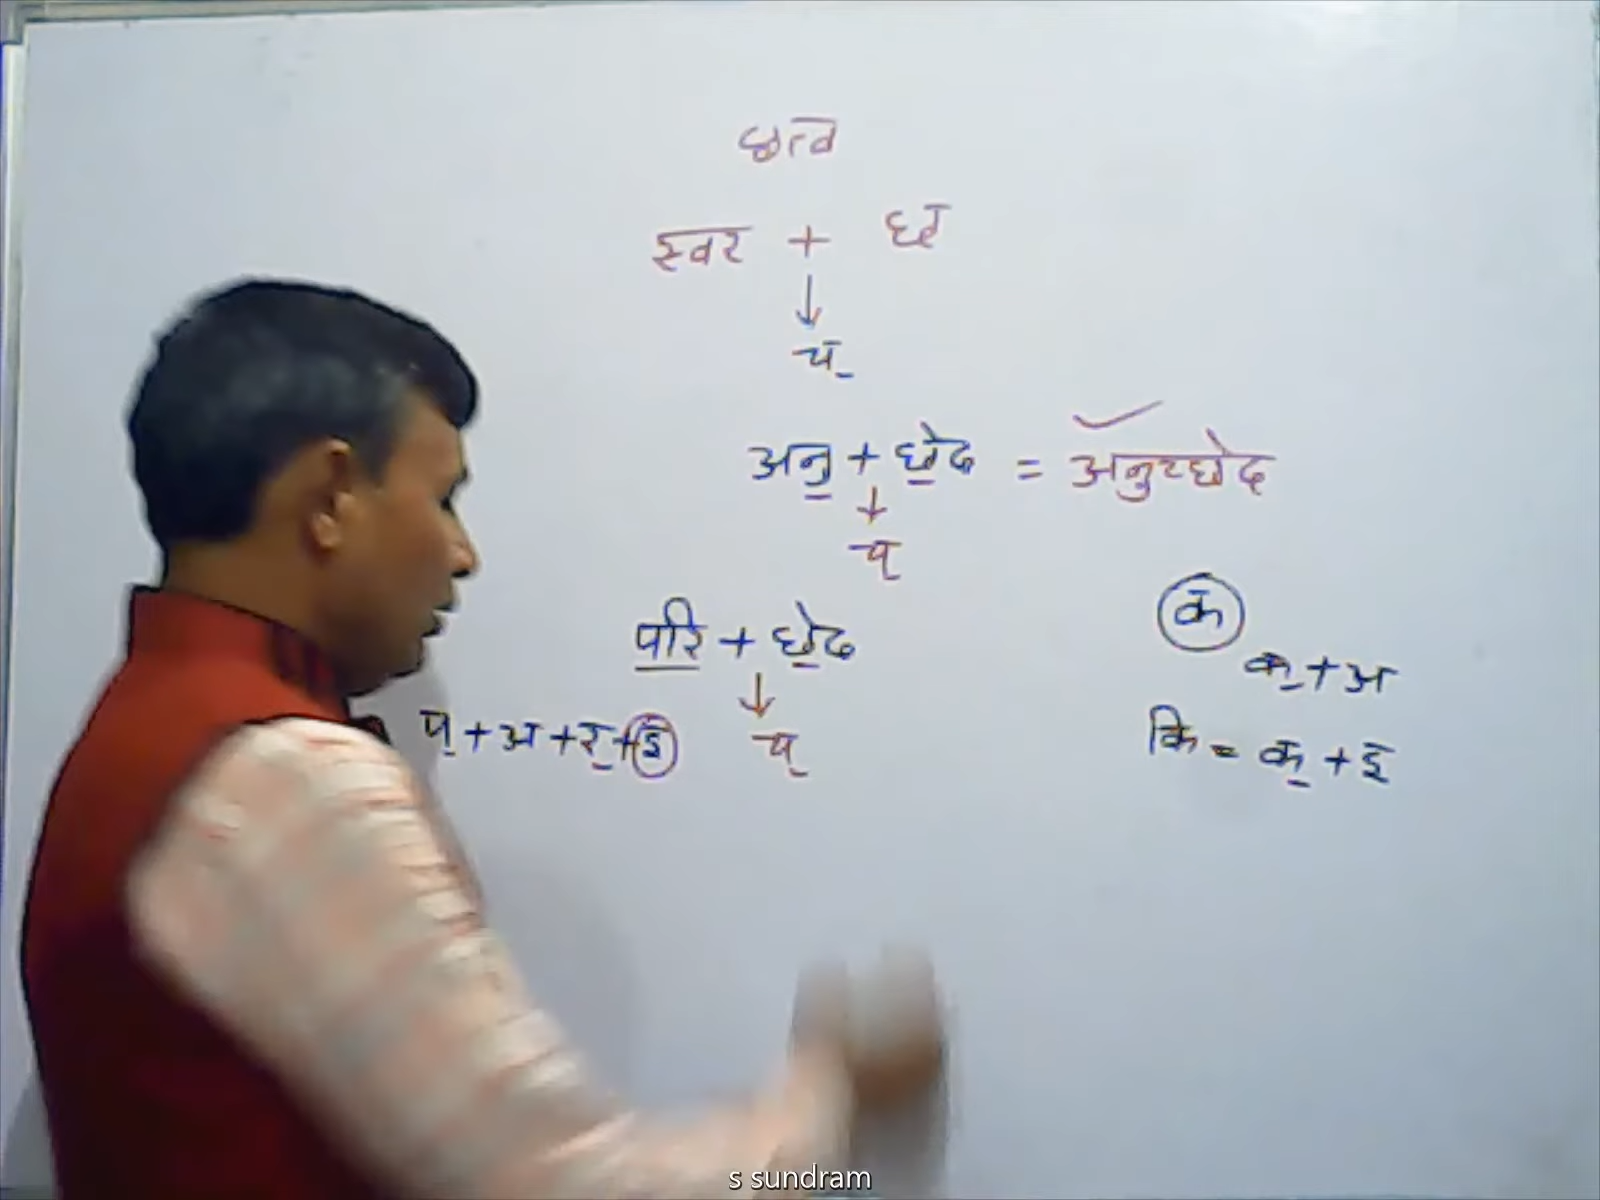 छत्व
स्वर + छ
↓
च्
अनु + छेद = अनुच्छेद
↓
च्
परि + छेद
↓
च्
प् + अ + र् + इ
क
क् + अ
कि = क् + इ
s sundram